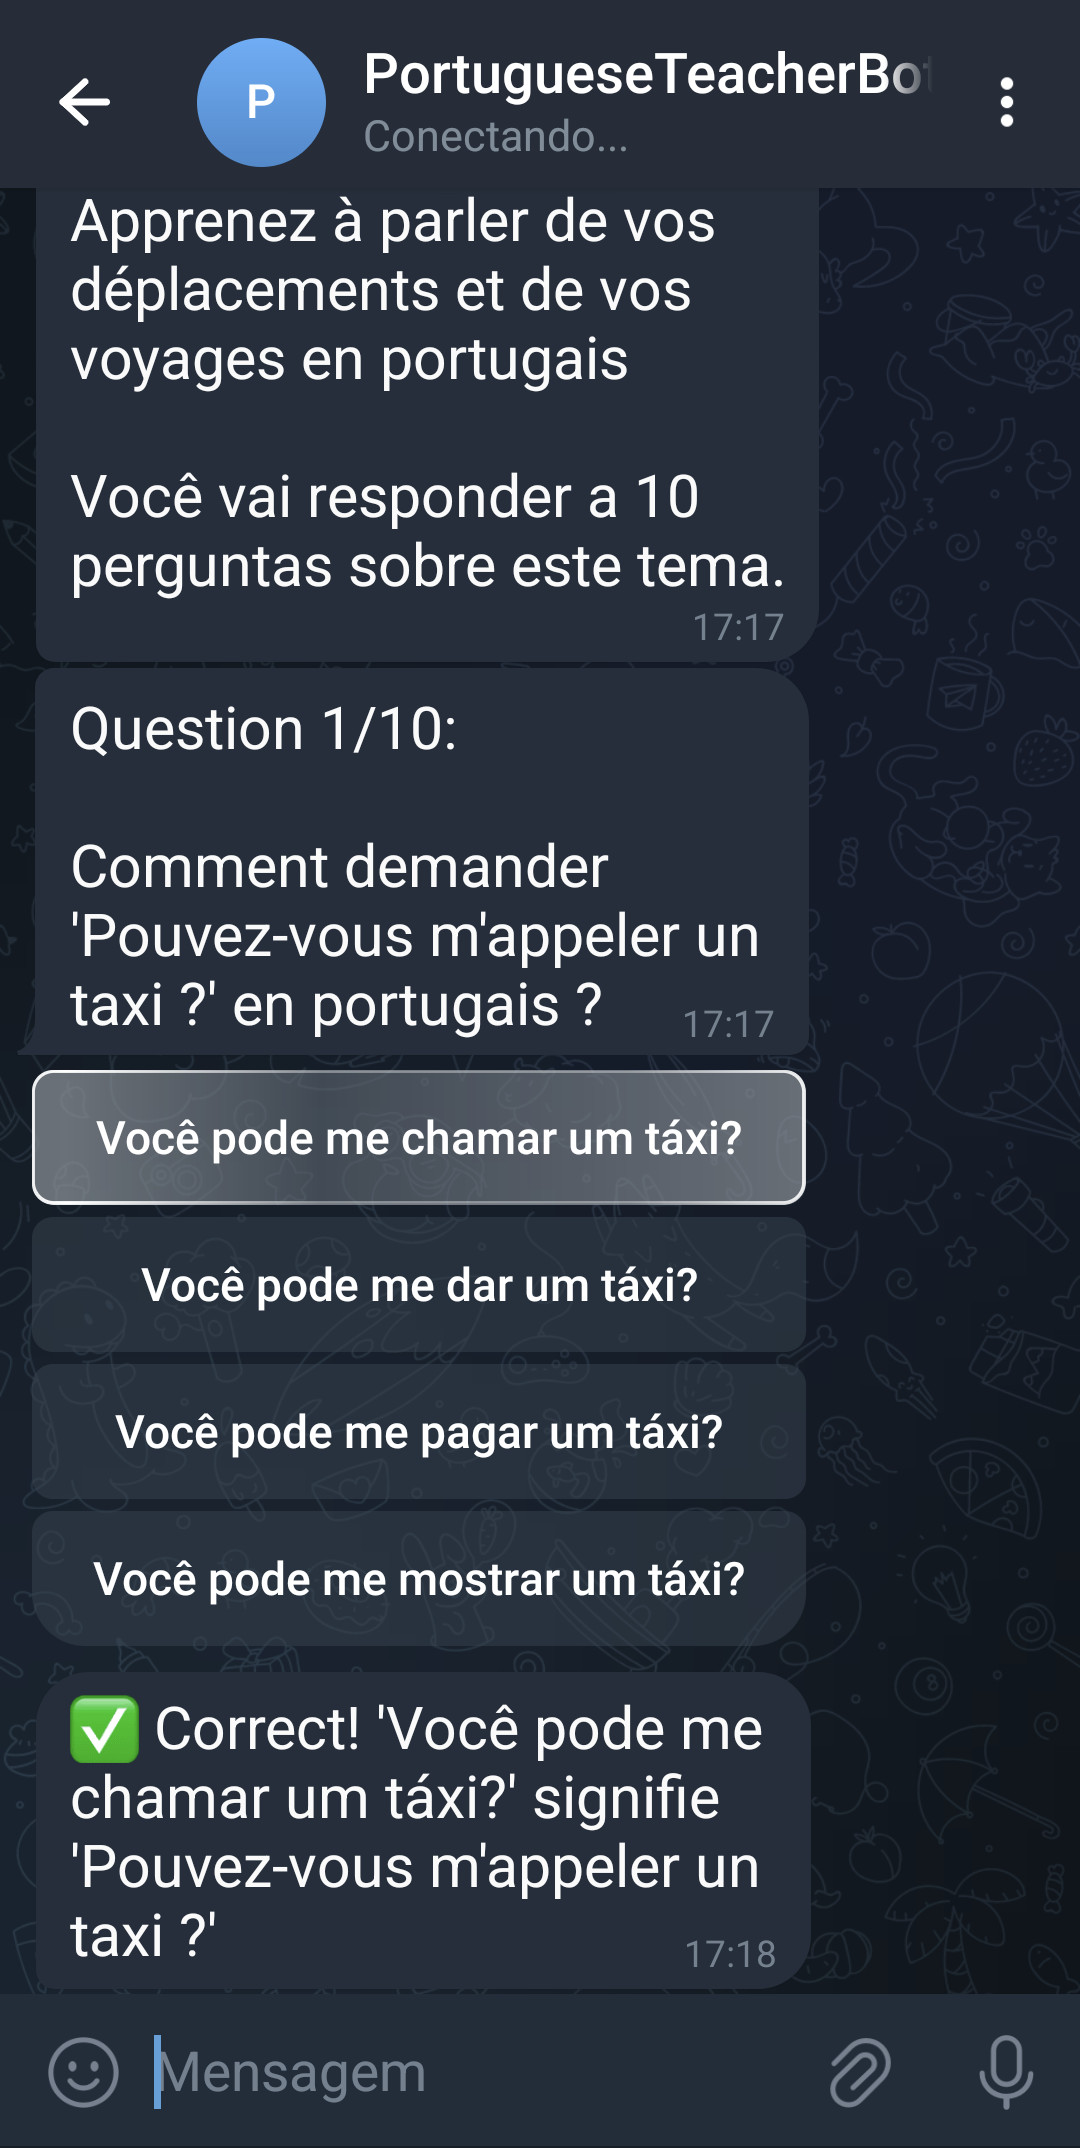 P
PortugueseTeacherBot
Conectando...
Apprenez à parler de vos
déplacements et de vos
voyages en portugais
Você vai responder a 10
perguntas sobre este tema.
17:17
Question 1/10:
Comment demander
'Pouvez-vous m'appeler un
taxi ?' en portugais ?
17:17
Você pode me chamar um táxi?
Você pode me dar um táxi?
Você pode me pagar um táxi?
Você pode me mostrar um táxi?
✅ Correct! 'Você pode me
chamar um táxi?' signifie
'Pouvez-vous m'appeler un
taxi ?'
17:18
Mensagem